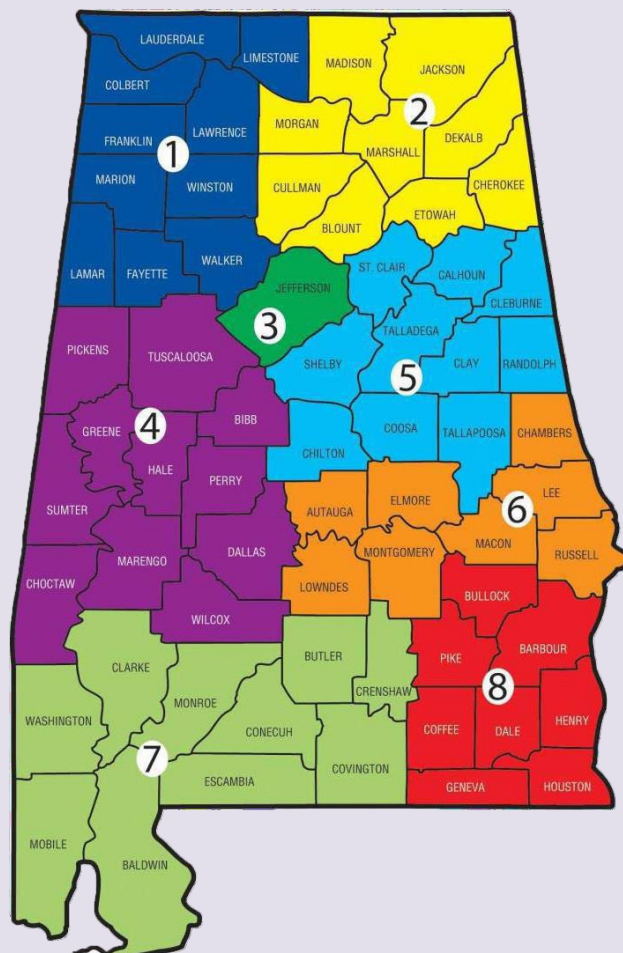 LAUDERDALE
LIMESTONE
MADISON
JACKSON
COLBERT
2
MORGAN
LAWRENCE
FRANKLIN
DEKALB
1
MARSHALL
MARION
WINSTON
CULLMAN
CHEROKEE
ETOWAH
BLOUNT
WALKER
ST. CLAIR
CALHOUN
LAMAR
FAYETTE
JEFFERSON
CLEBURNE
3
TALLADEGA
PICKENS
TUSCALOOSA
SHELBY
CLAY
RANDOLPH
5
BIBB
4
GREENE
COOSA
TALLAPOOSA
CHAMBERS
CHILTON
HALE
PERRY
LEE
ELMORE
SUMTER
AUTAUGA
6
MACON
DALLAS
MONTGOMERY
RUSSELL
MARENGO
CHOCTAW
LOWNDES
BULLOCK
WILCOX
BARBOUR
BUTLER
PIKE
CLARKE
8
CRENSHAW
MONROE
WASHINGTON
HENRY
CONECUH
COFFEE
DALE
7
COVINGTON
ESCAMBIA
GENEVA
HOUSTON
MOBILE
BALDWIN